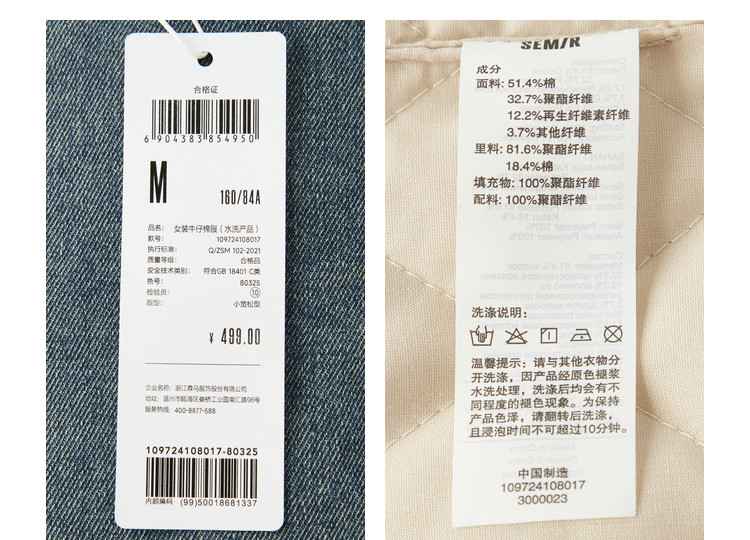 合格证
6 904383 854950
M
160/84A
品名: 女装牛仔棉服（水洗产品）
款号: 109724108017
执行标准: Q/ZSM 102-2021
质量等级: 合格品
安全技术类别: 符合GB 18401 C类
色号: 80325
检验员: ⑩
版型: 小宽松型
¥ 499.00
企业名称: 浙江森马服饰股份有限公司
地址: 温州市瓯海区娄桥工业园南汇路98号
服务热线: 400-8877-588
109724108017-80325
内部编码 (99)50018681337
SEMIR
成分
面料: 51.4%棉
32.7%聚酯纤维
12.2%再生纤维素纤维
3.7%其他纤维
里料: 81.6%聚酯纤维
18.4%棉
填充物: 100%聚酯纤维
配料: 100%聚酯纤维
洗涤说明:
温馨提示: 请与其他衣物分
开洗涤, 因产品经原色褪浆
水洗处理, 洗涤后均会有不
同程度的褪色现象。为保持
产品色泽, 请翻转后洗涤,
且浸泡时间不可超过10分钟。
中国制造
109724108017
3000023